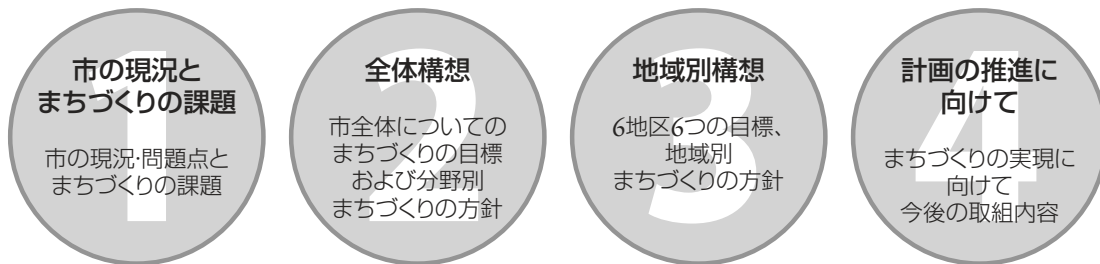 1
市の現況と
まちづくりの課題
市の現況・問題点と
まちづくりの課題
2
全体構想
市全体についての
まちづくりの目標
および分野別
まちづくりの方針
3
地域別構想
6地区6つの目標、
地域別
まちづくりの方針
4
計画の推進に
向けて
まちづくりの実現に
向けて
今後の取組内容